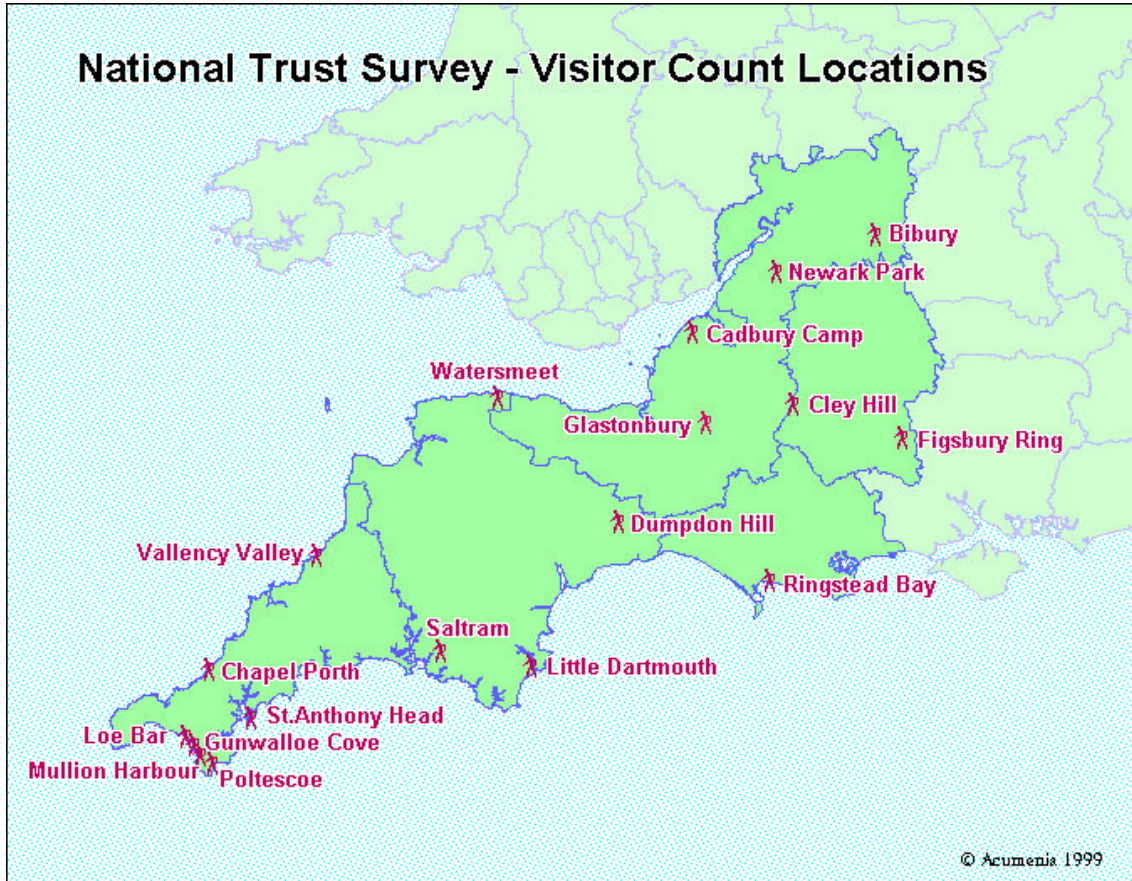 National Trust Survey - Visitor Count Locations
Bibury
Newark Park
Cadbury Camp
Watersmeet
Cley Hill
Glastonbury
Figsbury Ring
Dumpdon Hill
Vallency Valley
Ringstead Bay
Saltram
Little Dartmouth
Chapel Porth
St.Anthony Head
Loe Bar
Gunwalloe Cove
Mullion Harbour
Poltescoe
© Acumenia 1999